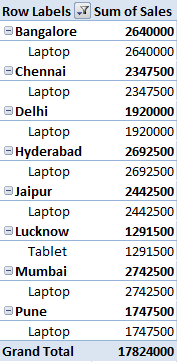 Row Labels Sum of Sales
Bangalore 2640000
Laptop 2640000
Chennai 2347500
Laptop 2347500
Delhi 1920000
Laptop 1920000
Hyderabad 2692500
Laptop 2692500
Jaipur 2442500
Laptop 2442500
Lucknow 1291500
Tablet 1291500
Mumbai 2742500
Laptop 2742500
Pune 1747500
Laptop 1747500
Grand Total 17824000